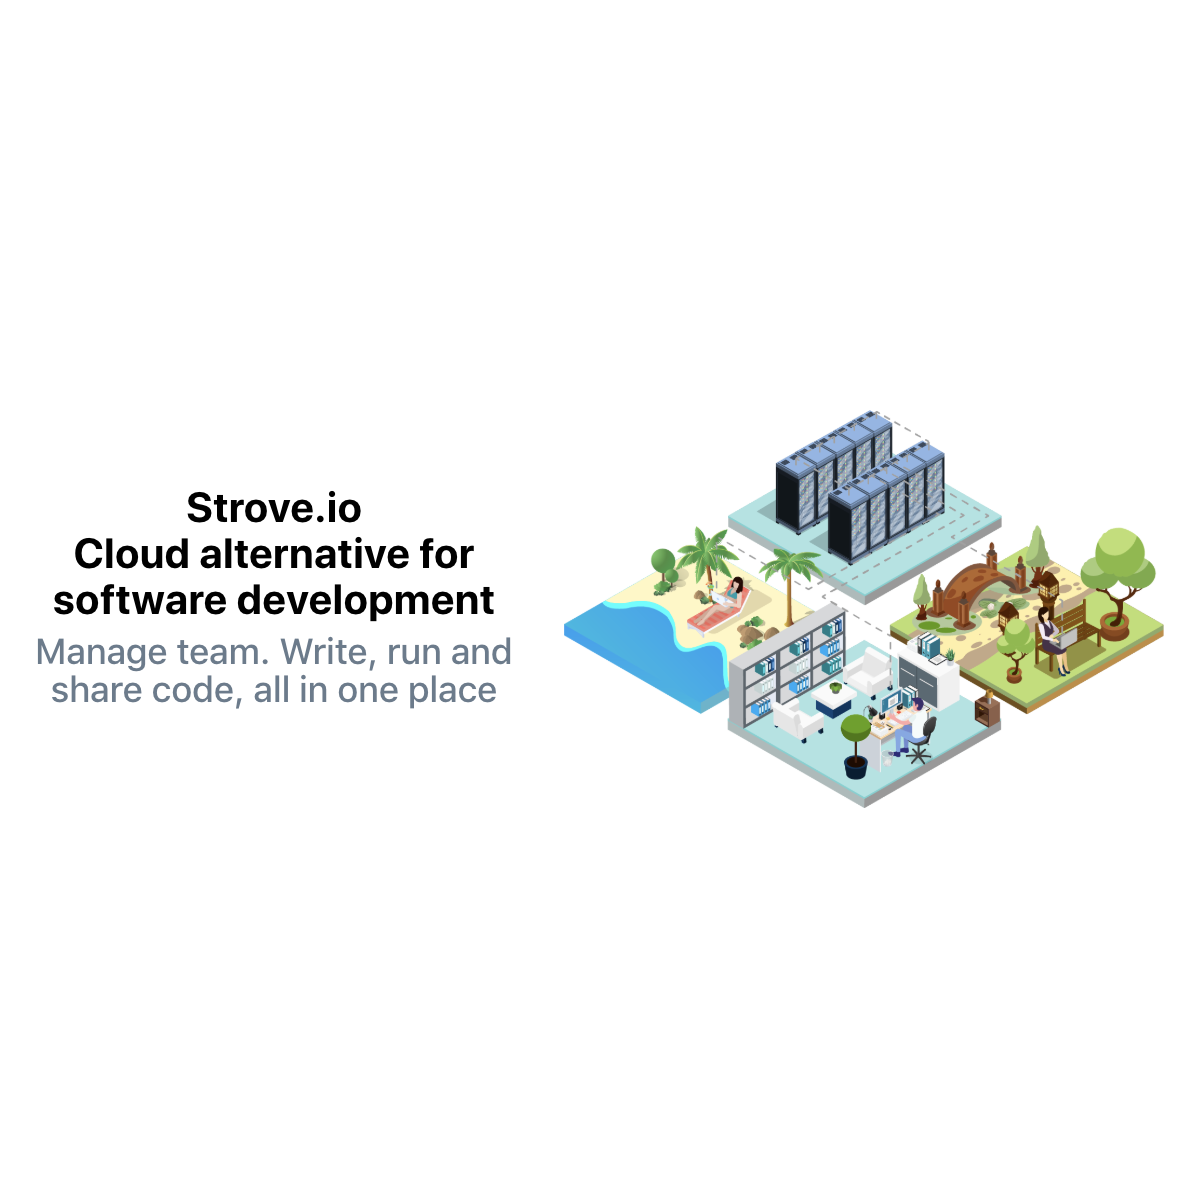 Strove.io
Cloud alternative for
software development
Manage team. Write, run and
share code, all in one place